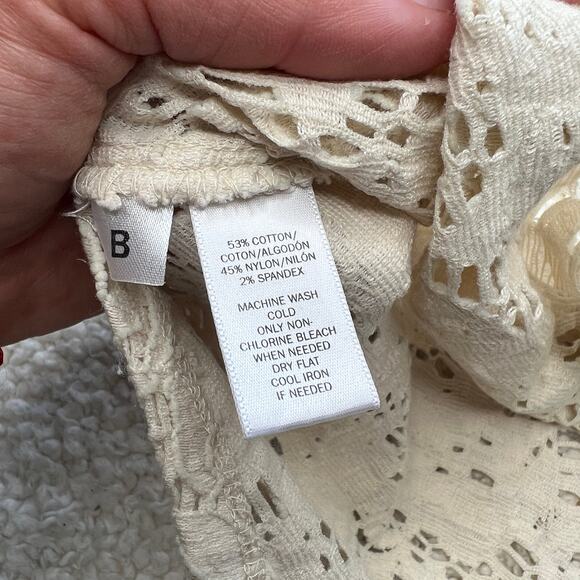 B
53% COTTON/
COTON/ALGODÓN
45% NYLON/NILÓN
2% SPANDEX
MACHINE WASH
COLD
ONLY NON-
CHLORINE BLEACH
WHEN NEEDED
DRY FLAT
COOL IRON
IF NEEDED